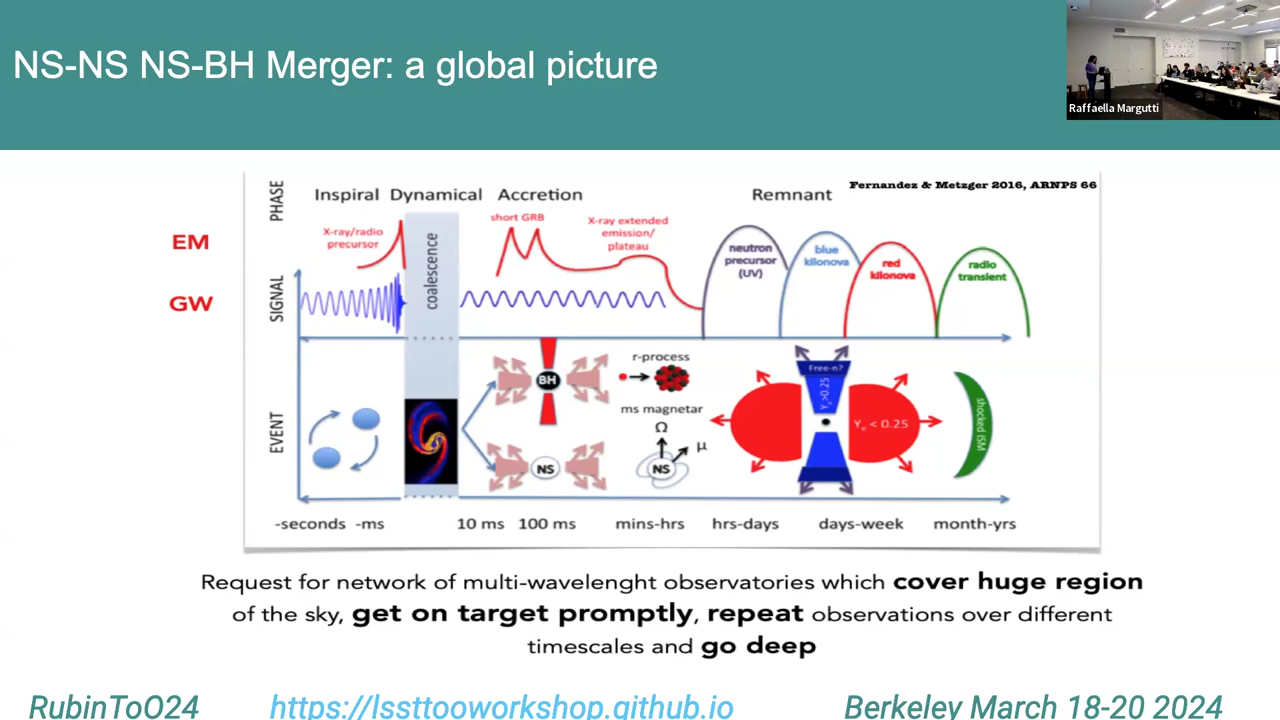 NS-NS NS-BH Merger: a global picture
Raffaella Margutti
Fernandez & Metzger 2016, ARNPS 66
PHASE
Inspiral Dynamical Accretion Remnant
EM
GW
SIGNAL
X-ray/radio
precursor
coalescence
short GRB
X-ray extended
emission/
plateau
neutron
precursor
(UV)
blue
kilonova
red
kilonova
radio
transient
EVENT
BH
NS
r-process
ms magnetar
Ω
μ
NS
Free-n?
Yₑ>0.25
Yₑ < 0.25
shocked ISM
-seconds -ms 10 ms 100 ms mins-hrs hrs-days days-week month-yrs
Request for network of multi-wavelenght observatories which cover huge region
of the sky, get on target promptly, repeat observations over different
timescales and go deep
RubinToO24 https://lssttooworkshop.github.io Berkeley March 18-20 2024